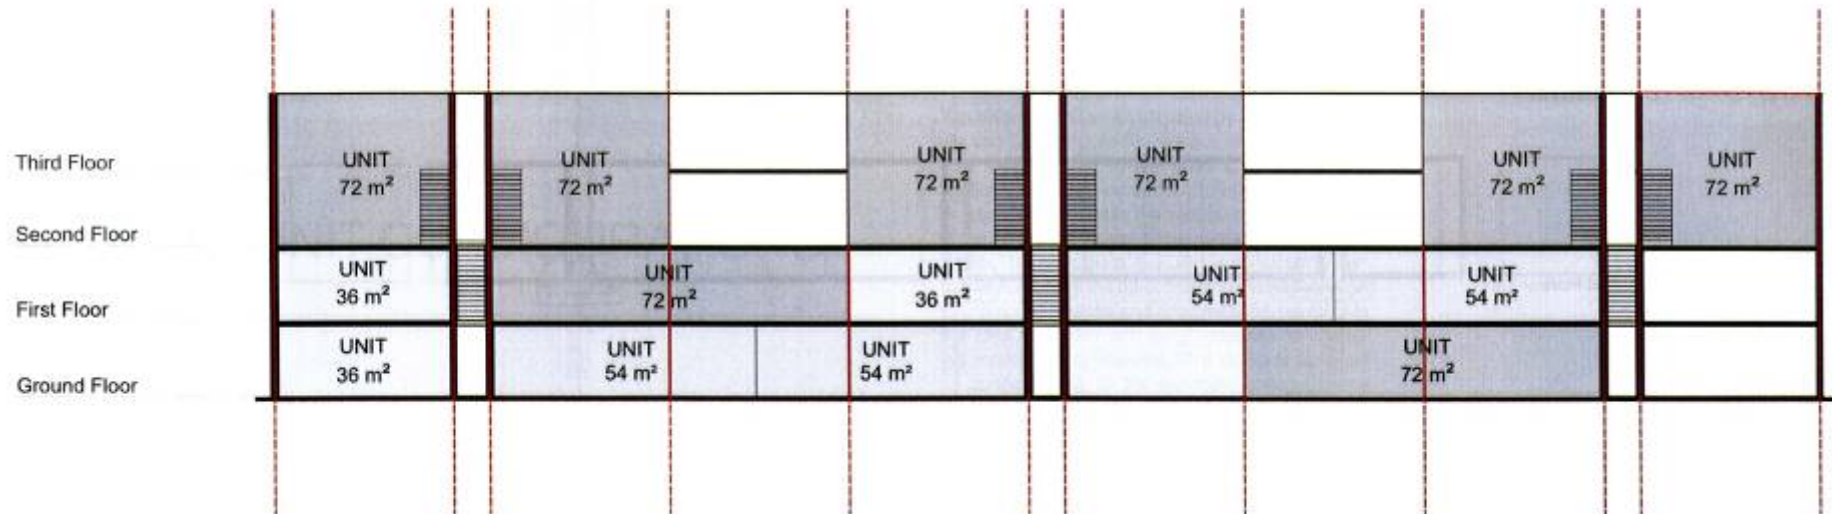 Third Floor
UNIT
72 m²
UNIT
72 m²
UNIT
72 m²
UNIT
72 m²
UNIT
72 m²
UNIT
72 m²
Second Floor
UNIT
36 m²
UNIT
72 m²
UNIT
36 m²
UNIT
54 m²
UNIT
54 m²
First Floor
UNIT
36 m²
UNIT
54 m²
UNIT
54 m²
UNIT
72 m²
Ground Floor